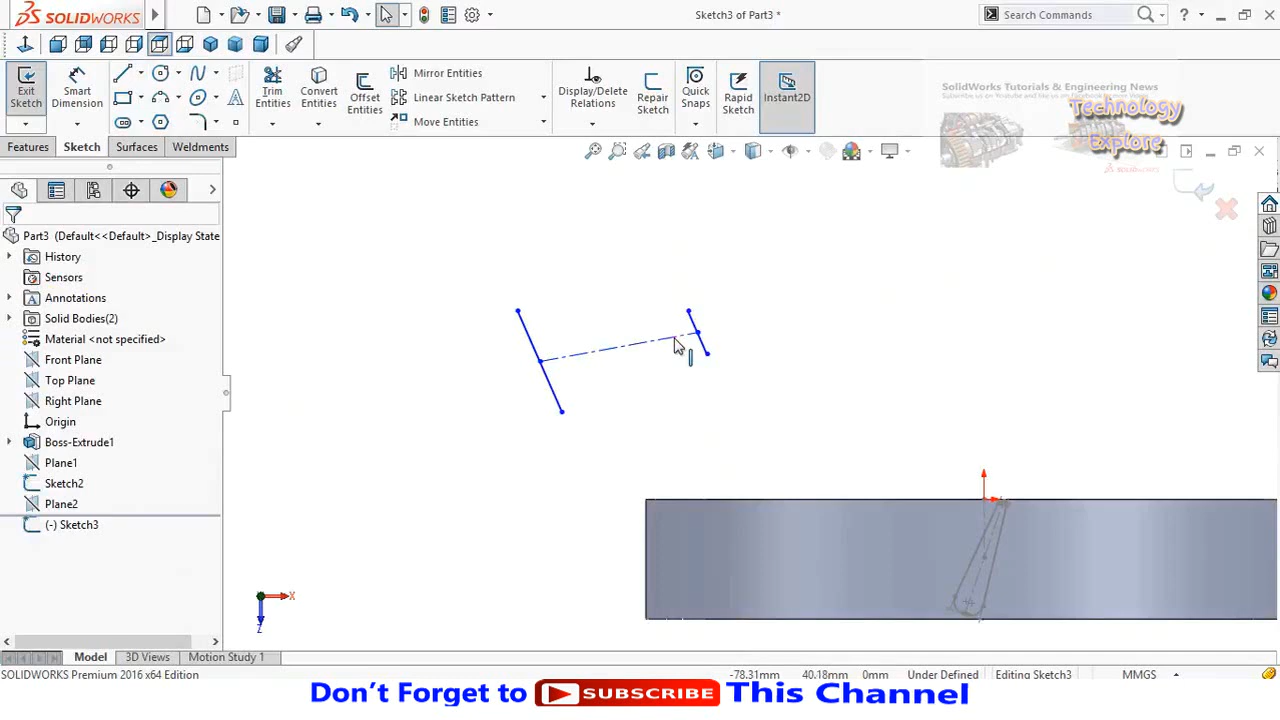 SOLIDWORKS
Sketch3 of Part3 *
Search Commands
Exit Sketch
Smart Dimension
Trim Entities
Convert Entities
Offset Entities
Mirror Entities
Linear Sketch Pattern
Move Entities
Display/Delete Relations
Repair Sketch
Quick Snaps
Rapid Sketch
Instant2D
SolidWorks Tutorials & Engineering News
Technology
Explore
Features
Sketch
Surfaces
Weldments
Part3 (Default<<Default>_Display State
History
Sensors
Annotations
Solid Bodies(2)
Material <not specified>
Front Plane
Top Plane
Right Plane
Origin
Boss-Extrude1
Plane1
Sketch2
Plane2
(-) Sketch3
X
Z
Model
3D Views
Motion Study 1
SOLIDWORKS Premium 2016 x64 Edition
-78.31mm
40.18mm
0mm
Under Defined
Editing Sketch3
MMGS
Don't Forget to SUBSCRIBE This Channel